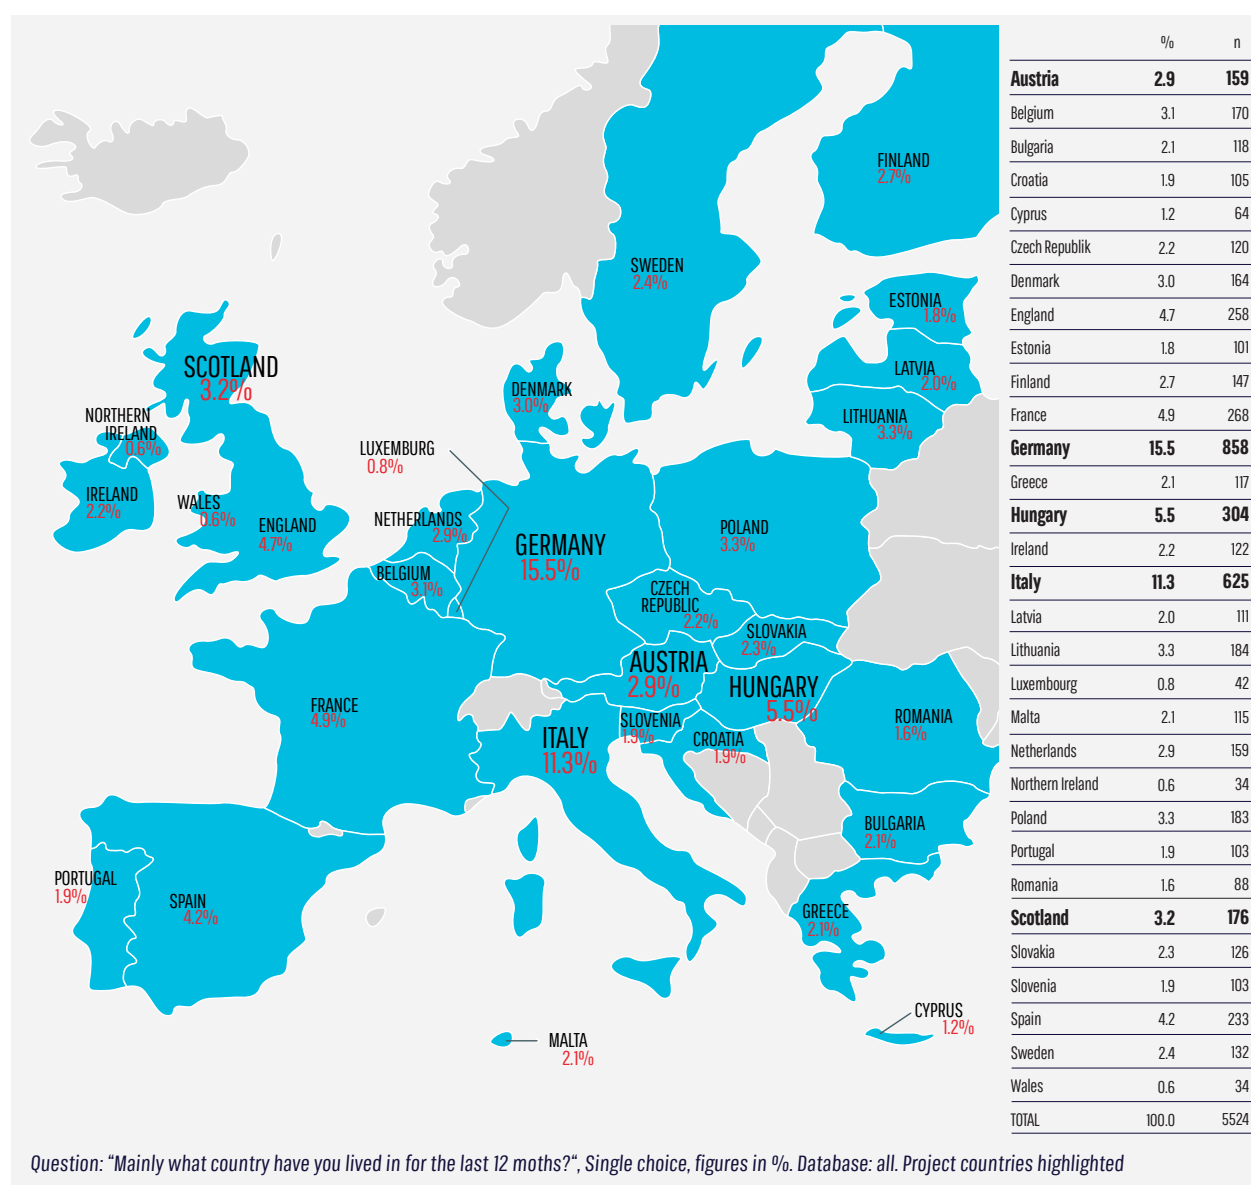 FINLAND
2.7%
SWEDEN
2.4%
ESTONIA
1.8%
LATVIA
2.0%
LITHUANIA
3.3%
SCOTLAND
3.2%
DENMARK
3.0%
NORTHERN
IRELAND
0.6%
LUXEMBURG
0.8%
IRELAND
2.2%
WALES
0.6%
ENGLAND
4.7%
NETHERLANDS
2.9%
BELGIUM
3.1%
GERMANY
15.5%
POLAND
3.3%
CZECH
REPUBLIC
2.2%
SLOVAKIA
2.3%
AUSTRIA
2.9%
HUNGARY
5.5%
FRANCE
4.9%
ITALY
11.3%
SLOVENIA
1.9%
CROATIA
1.9%
ROMANIA
1.6%
BULGARIA
2.1%
PORTUGAL
1.9%
SPAIN
4.2%
GREECE
2.1%
CYPRUS
1.2%
MALTA
2.1%
% n
Austria 2.9 159
Belgium 3.1 170
Bulgaria 2.1 118
Croatia 1.9 105
Cyprus 1.2 64
Czech Republik 2.2 120
Denmark 3.0 164
England 4.7 258
Estonia 1.8 101
Finland 2.7 147
France 4.9 268
Germany 15.5 858
Greece 2.1 117
Hungary 5.5 304
Ireland 2.2 122
Italy 11.3 625
Latvia 2.0 111
Lithuania 3.3 184
Luxembourg 0.8 42
Malta 2.1 115
Netherlands 2.9 159
Northern Ireland 0.6 34
Poland 3.3 183
Portugal 1.9 103
Romania 1.6 88
Scotland 3.2 176
Slovakia 2.3 126
Slovenia 1.9 103
Spain 4.2 233
Sweden 2.4 132
Wales 0.6 34
TOTAL 100.0 5524
Question: “Mainly what country have you lived in for the last 12 moths?“, Single choice, figures in %. Database: all. Project countries highlighted